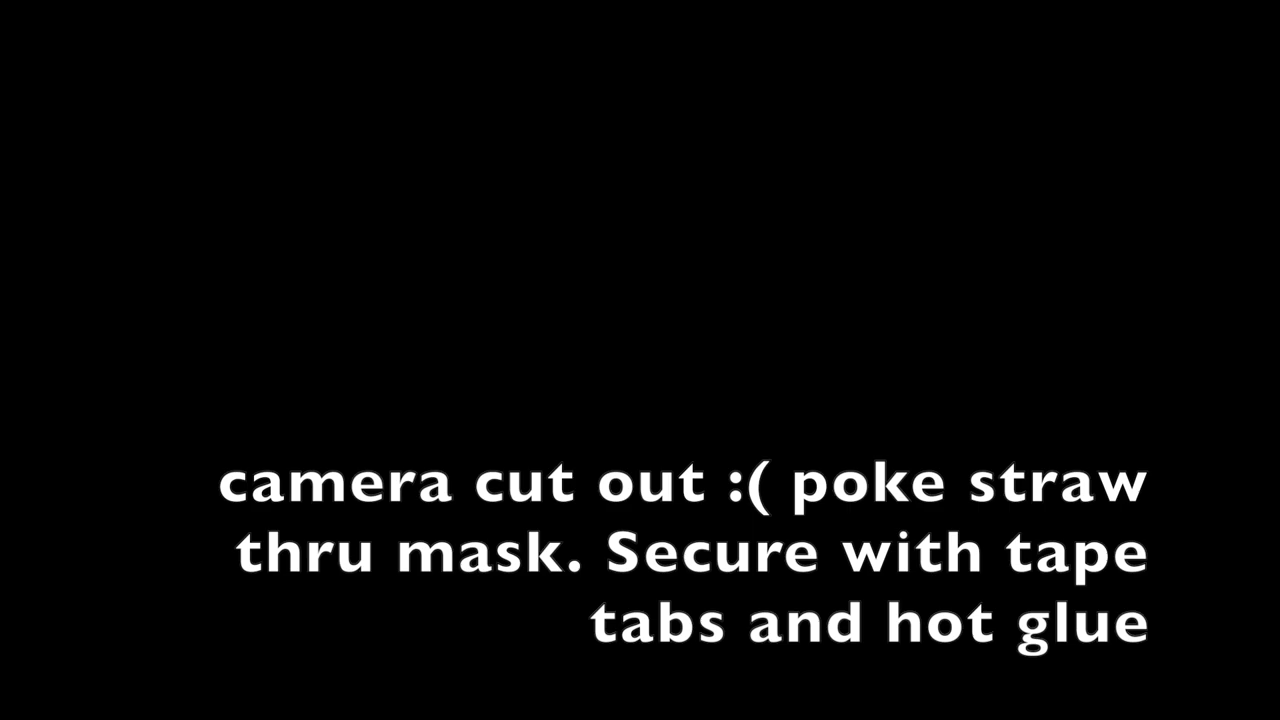 camera cut out :( poke straw
thru mask. Secure with tape
tabs and hot glue